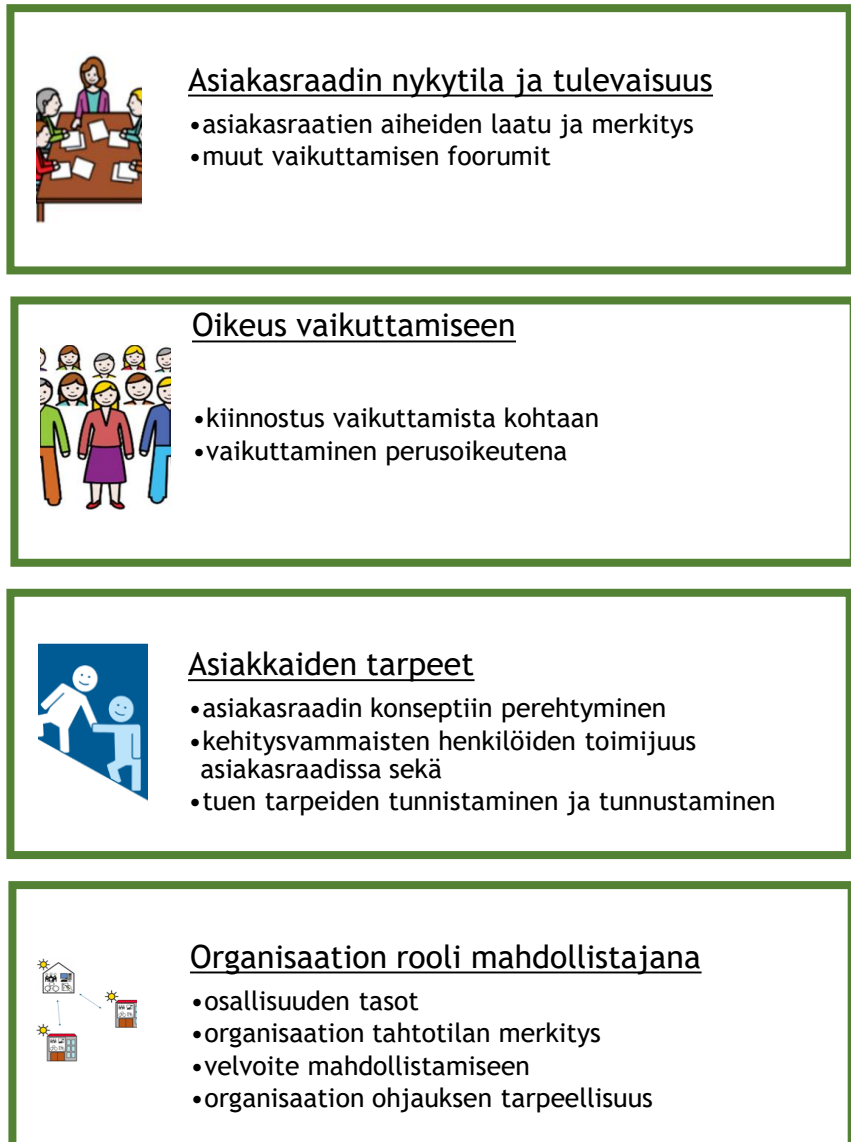 Asiakasraadin nykytila ja tulevaisuus
•asiakasraatien aiheiden laatu ja merkitys
•muut vaikuttamisen foorumit
Oikeus vaikuttamiseen
•kiinnostus vaikuttamista kohtaan
•vaikuttaminen perusoikeutena
Asiakkaiden tarpeet
•asiakasraadin konseptiin perehtyminen
•kehitysvammaisten henkilöiden toimijuus
asiakasraadissa sekä
•tuen tarpeiden tunnistaminen ja tunnustaminen
Organisaation rooli mahdollistajana
•osallisuuden tasot
•organisaation tahtotilan merkitys
•velvoite mahdollistamiseen
•organisaation ohjauksen tarpeellisuus